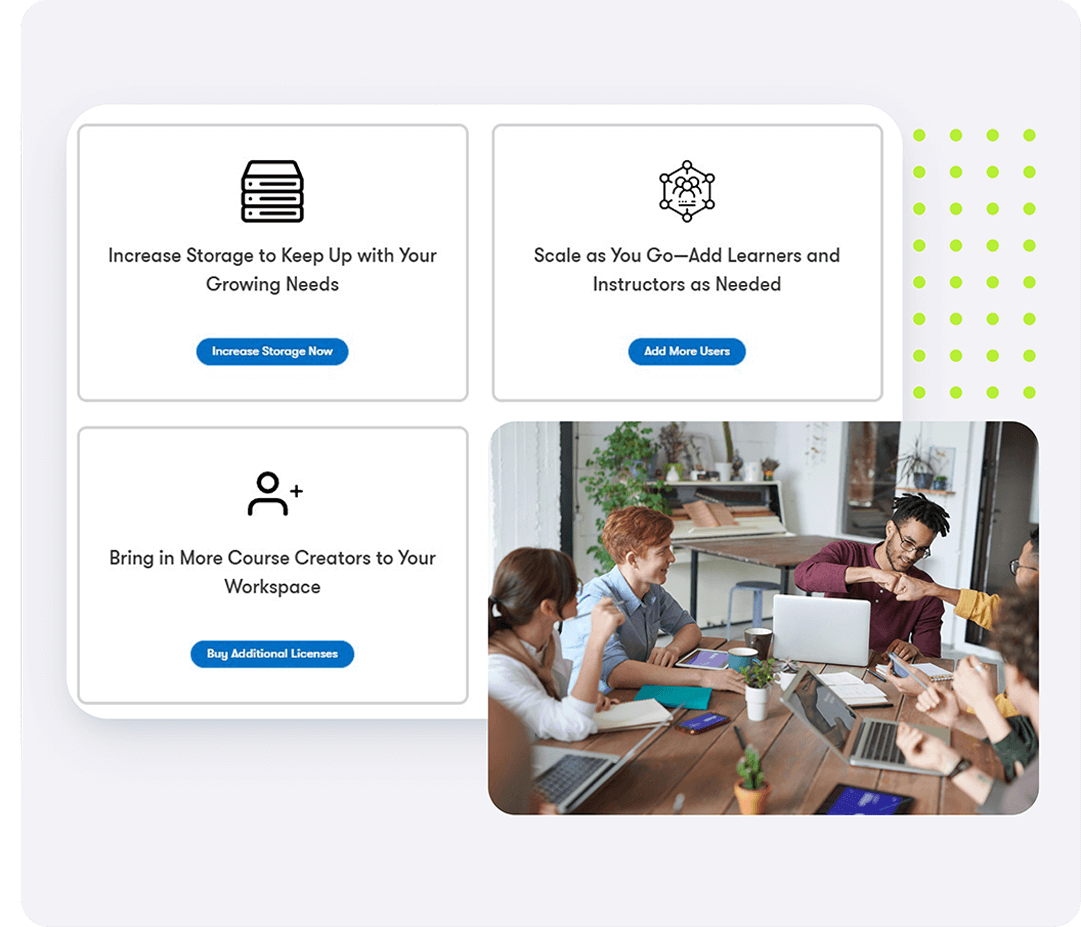 Increase Storage to Keep Up with Your
Growing Needs
Increase Storage Now
Scale as You Go—Add Learners and
Instructors as Needed
Add More Users
Bring in More Course Creators to Your
Workspace
Buy Additional Licenses